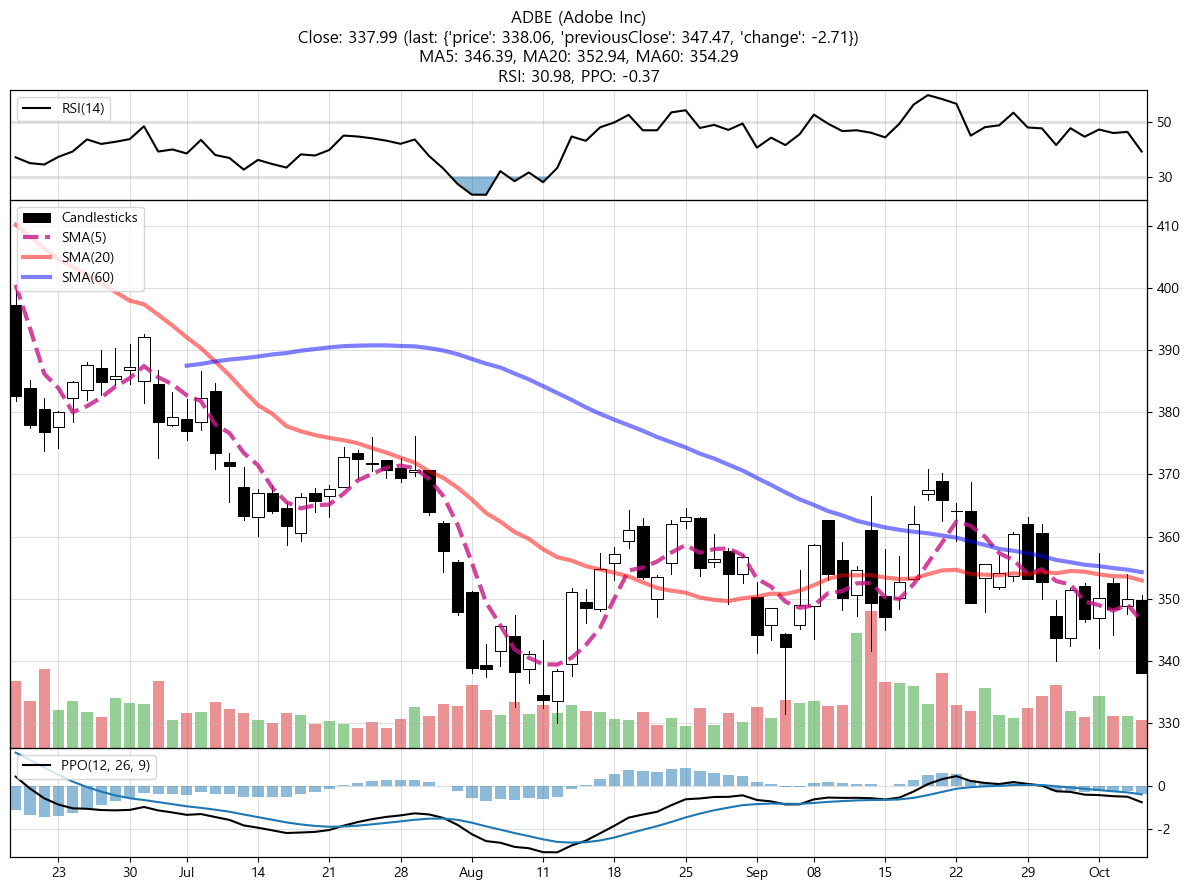 ADBE (Adobe Inc)
Close: 337.99 (last: {'price': 338.06, 'previousClose': 347.47, 'change': -2.71})
MA5: 346.39, MA20: 352.94, MA60: 354.29
RSI: 30.98, PPO: -0.37
RSI(14)
50
30
Candlesticks
SMA(5)
SMA(20)
SMA(60)
410
400
390
380
370
360
350
340
330
PPO(12, 26, 9)
0
-2
23 30 Jul 14 21 28 Aug 11 18 25 Sep 08 15 22 29 Oct